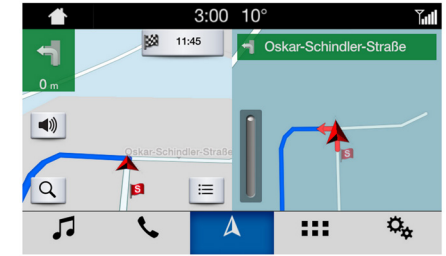 3:00 10°
11:45
0 m
Oskar-Schindler-Straße
Oskar-Schindler-Straße
S
S